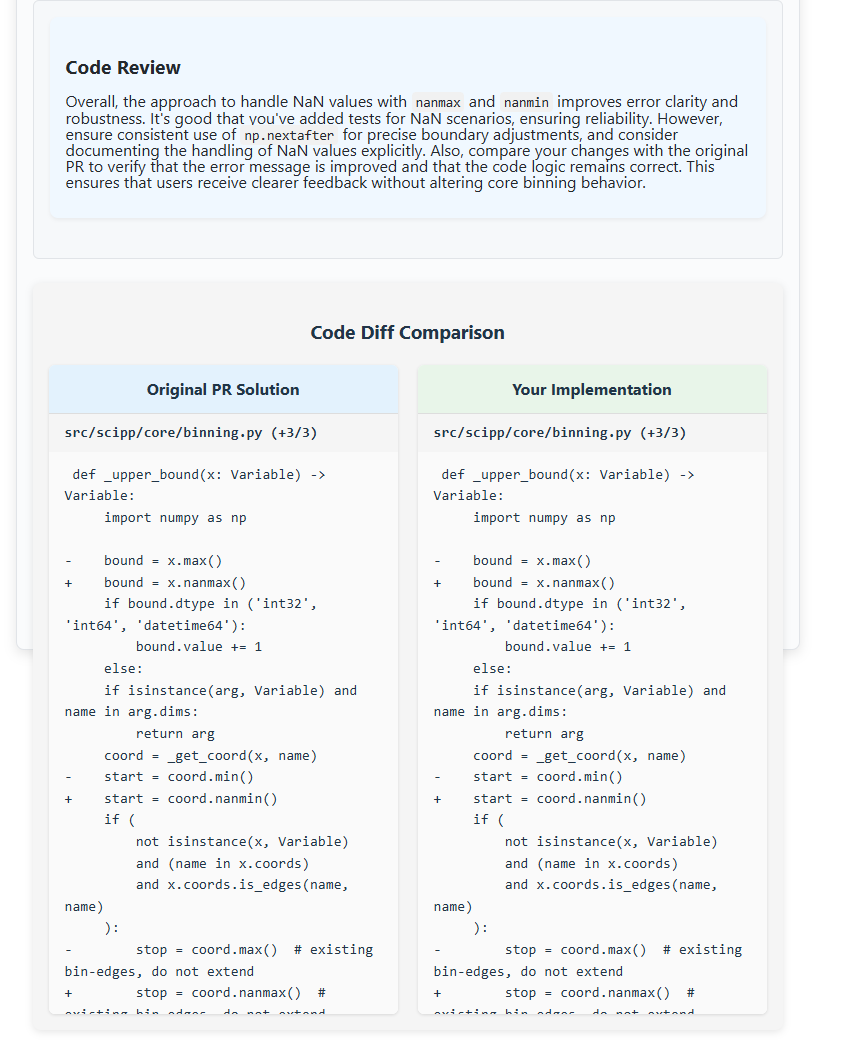 Code Review
Overall, the approach to handle NaN values with nanmax and nanmin improves error clarity and
robustness. It's good that you've added tests for NaN scenarios, ensuring reliability. However,
ensure consistent use of np.nextafter for precise boundary adjustments, and consider
documenting the handling of NaN values explicitly. Also, compare your changes with the original
PR to verify that the error message is improved and that the code logic remains correct. This
ensures that users receive clearer feedback without altering core binning behavior.
Code Diff Comparison
Original PR Solution
src/scipp/core/binning.py (+3/3)
def _upper_bound(x: Variable) ->
Variable:
import numpy as np
-    bound = x.max()
+    bound = x.nanmax()
if bound.dtype in ('int32',
'int64', 'datetime64'):
bound.value += 1
else:
if isinstance(arg, Variable) and
name in arg.dims:
return arg
coord = _get_coord(x, name)
-    start = coord.min()
+    start = coord.nanmin()
if (
not isinstance(x, Variable)
and (name in x.coords)
and x.coords.is_edges(name,
name)
):
-        stop = coord.max()  # existing
bin-edges, do not extend
+        stop = coord.nanmax()  #
existing bin-edges, do not extend
Your Implementation
src/scipp/core/binning.py (+3/3)
def _upper_bound(x: Variable) ->
Variable:
import numpy as np
-    bound = x.max()
+    bound = x.nanmax()
if bound.dtype in ('int32',
'int64', 'datetime64'):
bound.value += 1
else:
if isinstance(arg, Variable) and
name in arg.dims:
return arg
coord = _get_coord(x, name)
-    start = coord.min()
+    start = coord.nanmin()
if (
not isinstance(x, Variable)
and (name in x.coords)
and x.coords.is_edges(name,
name)
):
-        stop = coord.max()  # existing
bin-edges, do not extend
+        stop = coord.nanmax()  #
existing bin-edges, do not extend